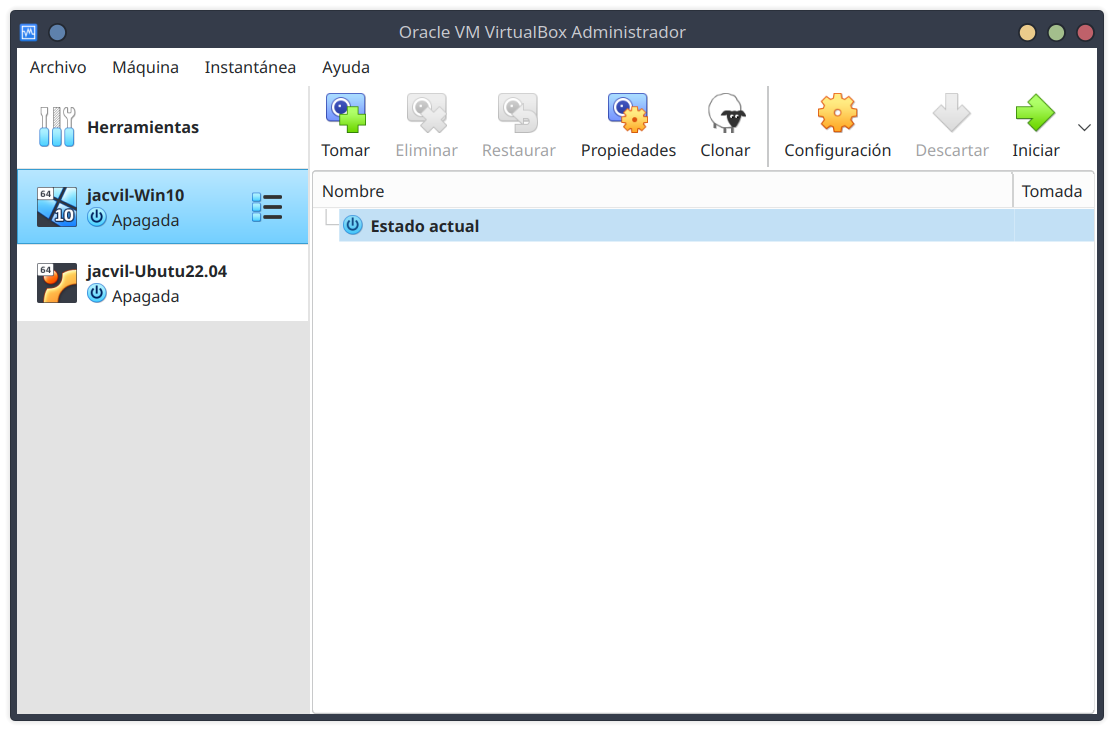 Oracle VM VirtualBox Administrador
Archivo Máquina Instantánea Ayuda
Herramientas
Tomar Eliminar Restaurar Propiedades Clonar Configuración Descartar Iniciar
64
10
jacvil-Win10
Apagada
64
jacvil-Ubutu22.04
Apagada
Nombre Tomada
Estado actual